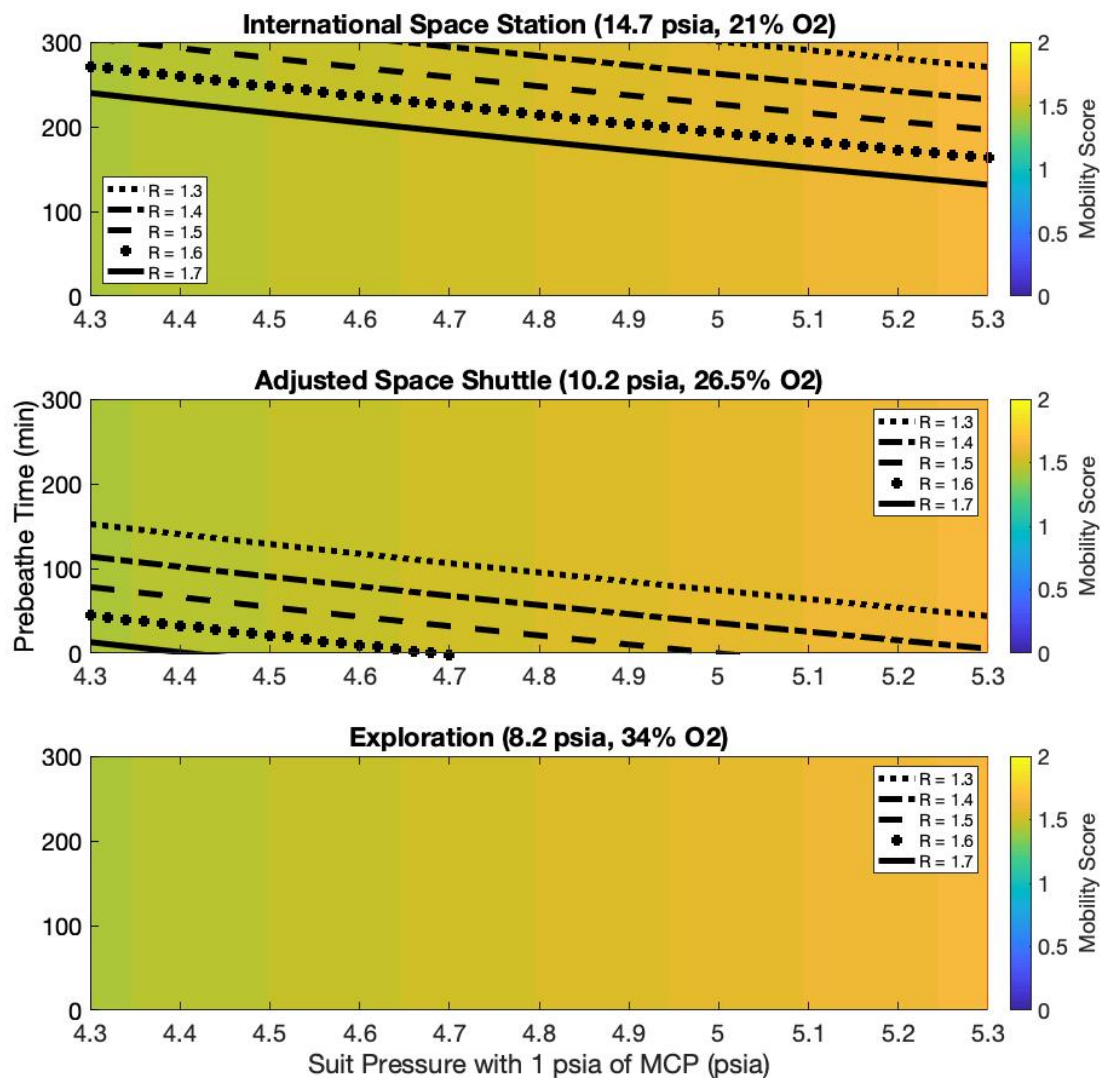 International Space Station (14.7 psia, 21% O2)
300
200
100
0
R = 1.3
R = 1.4
R = 1.5
R = 1.6
R = 1.7
4.3 4.4 4.5 4.6 4.7 4.8 4.9 5 5.1 5.2 5.3
2
1.5
1
0.5
0
Mobility Score
Adjusted Space Shuttle (10.2 psia, 26.5% O2)
Prebeathe Time (min)
300
200
100
0
R = 1.3
R = 1.4
R = 1.5
R = 1.6
R = 1.7
4.3 4.4 4.5 4.6 4.7 4.8 4.9 5 5.1 5.2 5.3
2
1.5
1
0.5
0
Mobility Score
Exploration (8.2 psia, 34% O2)
300
200
100
0
R = 1.3
R = 1.4
R = 1.5
R = 1.6
R = 1.7
4.3 4.4 4.5 4.6 4.7 4.8 4.9 5 5.1 5.2 5.3
2
1.5
1
0.5
0
Mobility Score
Suit Pressure with 1 psia of MCP (psia)